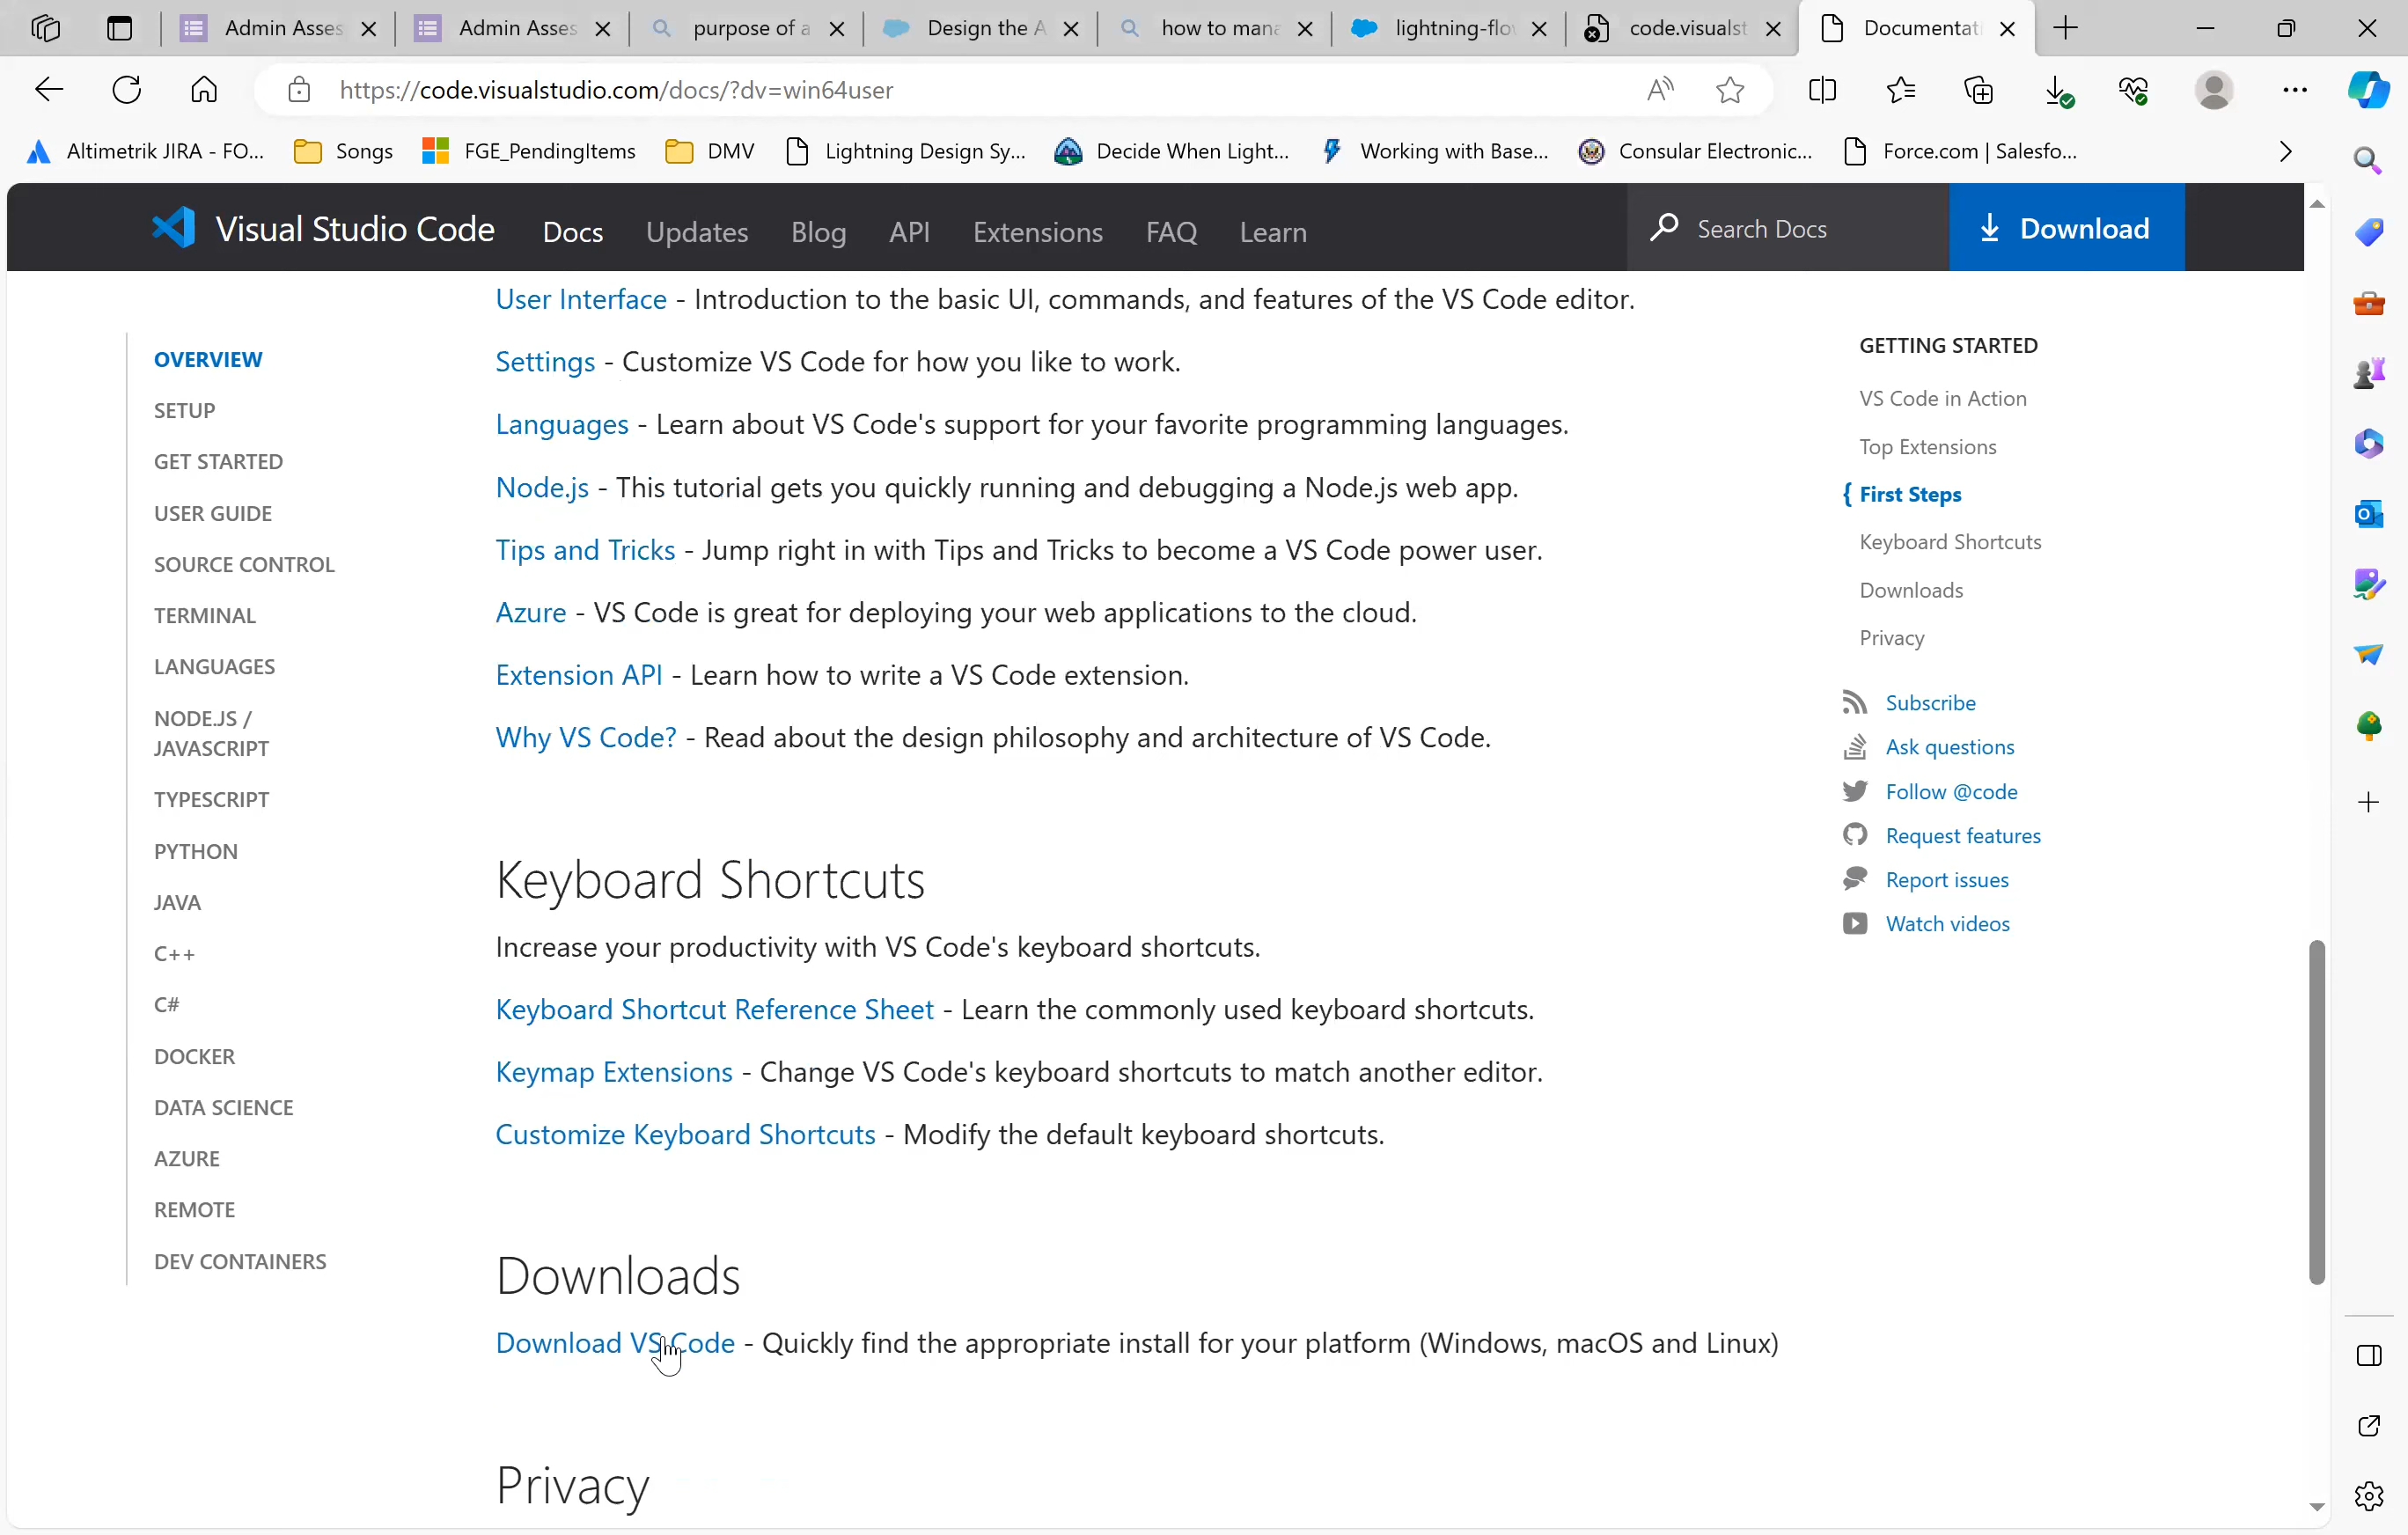 Admin Asses
Admin Asses
purpose of a
Design the A
how to mana
lightning-flo
code.visualst
Documentat
https://code.visualstudio.com/docs/?dv=win64user
Altimetrik JIRA - FO...
Songs
FGE_PendingItems
DMV
Lightning Design Sy...
Decide When Light...
Working with Base...
Consular Electronic...
Force.com | Salesfo...
Visual Studio Code
Docs
Updates
Blog
API
Extensions
FAQ
Learn
Search Docs
Download
OVERVIEW
SETUP
GET STARTED
USER GUIDE
SOURCE CONTROL
TERMINAL
LANGUAGES
NODE.JS /
JAVASCRIPT
TYPESCRIPT
PYTHON
JAVA
C++
C#
DOCKER
DATA SCIENCE
AZURE
REMOTE
DEV CONTAINERS
User Interface - Introduction to the basic UI, commands, and features of the VS Code editor.
Settings - Customize VS Code for how you like to work.
Languages - Learn about VS Code's support for your favorite programming languages.
Node.js - This tutorial gets you quickly running and debugging a Node.js web app.
Tips and Tricks - Jump right in with Tips and Tricks to become a VS Code power user.
Azure - VS Code is great for deploying your web applications to the cloud.
Extension API - Learn how to write a VS Code extension.
Why VS Code? - Read about the design philosophy and architecture of VS Code.
Keyboard Shortcuts
Increase your productivity with VS Code's keyboard shortcuts.
Keyboard Shortcut Reference Sheet - Learn the commonly used keyboard shortcuts.
Keymap Extensions - Change VS Code's keyboard shortcuts to match another editor.
Customize Keyboard Shortcuts - Modify the default keyboard shortcuts.
Downloads
Download VS Code - Quickly find the appropriate install for your platform (Windows, macOS and Linux)
Privacy
GETTING STARTED
VS Code in Action
Top Extensions
{ First Steps
Keyboard Shortcuts
Downloads
Privacy
Subscribe
Ask questions
Follow @code
Request features
Report issues
Watch videos